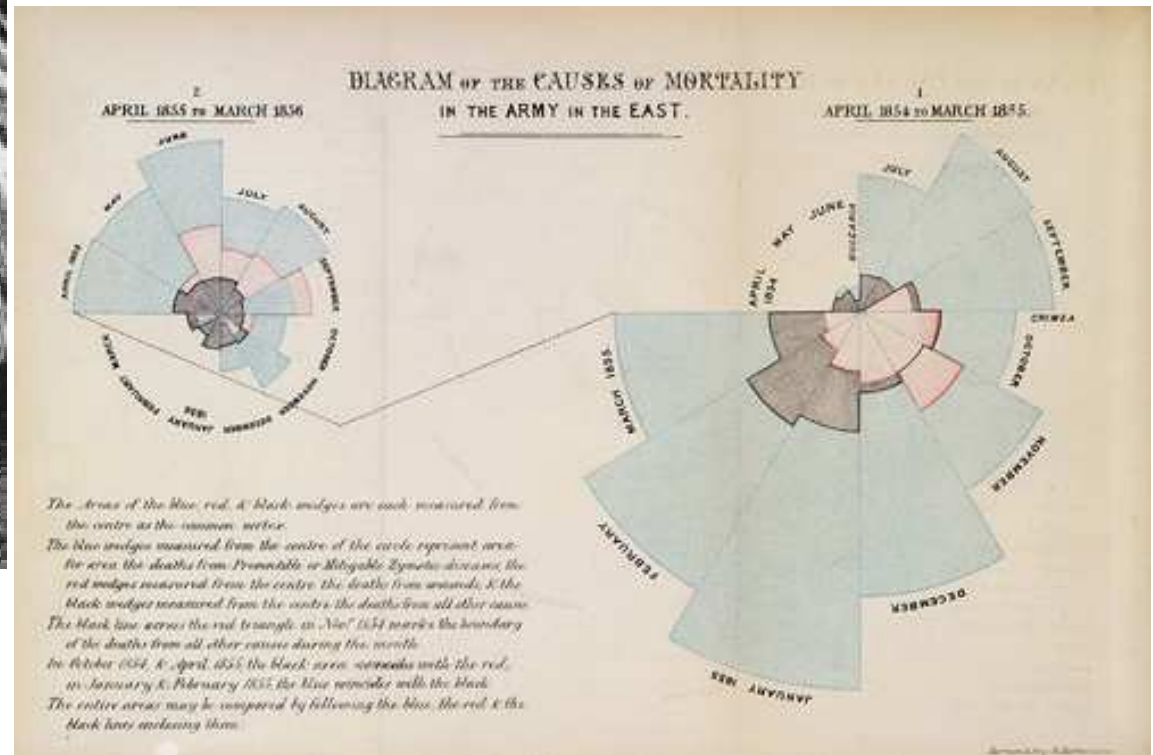 DIAGRAM OF THE CAUSES OF MORTALITY
IN THE ARMY IN THE EAST.
2.
APRIL 1855 TO MARCH 1856
JUNE
JULY
MAY
AUGUST
APRIL 1855
SEPTEMBER
OCTOBER
NOVEMBER
DECEMBER
JANUARY
1856
FEBRUARY
MARCH
1.
APRIL 1854 TO MARCH 1855.
JULY
AUGUST
JUNE
BULGARIA
MAY
SEPTEMBER
APRIL
1854
CRIMEA
OCTOBER
MARCH 1855
NOVEMBER
FEBRUARY
DECEMBER
JANUARY 1855
The Areas of the blue, red, & black wedges are each measured from
the centre as the common vertex.
The blue wedges measured from the centre of the circle represent area
for area the deaths from Preventible or Mitigable Zymotic diseases, the
red wedges measured from the centre the deaths from wounds, & the
black wedges measured from the centre the deaths from all other causes
The black line across the red triangle in Nov.r 1854 marks the boundary
of the deaths from all other causes during the month
In October 1854, & April 1855, the black area coincides with the red,
in January & February 1855, the blue coincides with the black
The entire areas may be compared by following the blue, the red & the
black lines enclosing them.